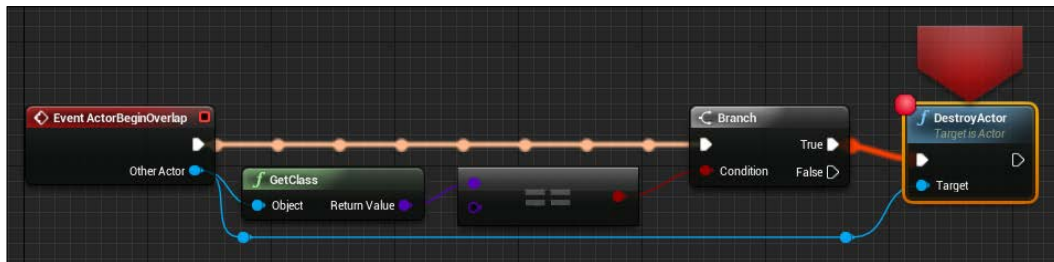 Event ActorBeginOverlap
Other Actor
f GetClass
Object Return Value
==
Branch
True
Condition False
f DestroyActor
Target is Actor
Target